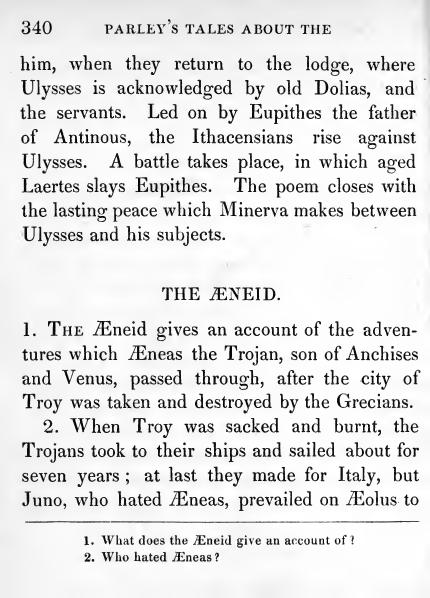 340 PARLEY'S TALES ABOUT THE
him, when they return to the lodge, where
Ulysses is acknowledged by old Dolias, and
the servants. Led on by Eupithes the father
of Antinous, the Ithacensians rise against
Ulysses. A battle takes place, in which aged
Laertes slays Eupithes. The poem closes with
the lasting peace which Minerva makes between
Ulysses and his subjects.
THE ÆNEID.
1. THE Æneid gives an account of the adven-
tures which Æneas the Trojan, son of Anchises
and Venus, passed through, after the city of
Troy was taken and destroyed by the Grecians.
2. When Troy was sacked and burnt, the
Trojans took to their ships and sailed about for
seven years; at last they made for Italy, but
Juno, who hated Æneas, prevailed on Æolus to
1. What does the Æneid give an account of?
2. Who hated Æneas?